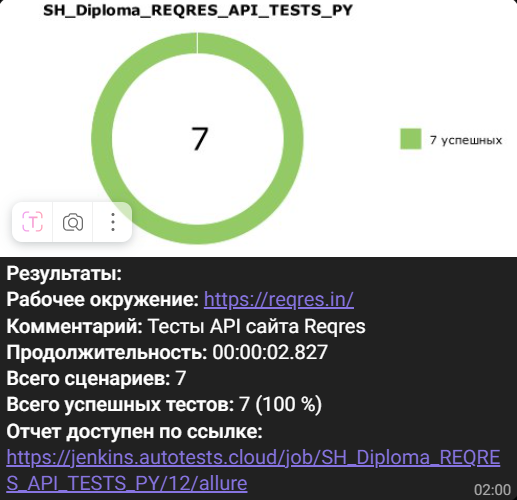 SH_Diploma_REQRES_API_TESTS_PY
7
7 успешных
T
Результаты:
Рабочее окружение: https://reqres.in/
Комментарий: Тесты API сайта Reqres
Продолжительность: 00:00:02.827
Всего сценариев: 7
Всего успешных тестов: 7 (100 %)
Отчет доступен по ссылке:
https://jenkins.autotests.cloud/job/SH_Diploma_REQRE
S_API_TESTS_PY/12/allure
02:00